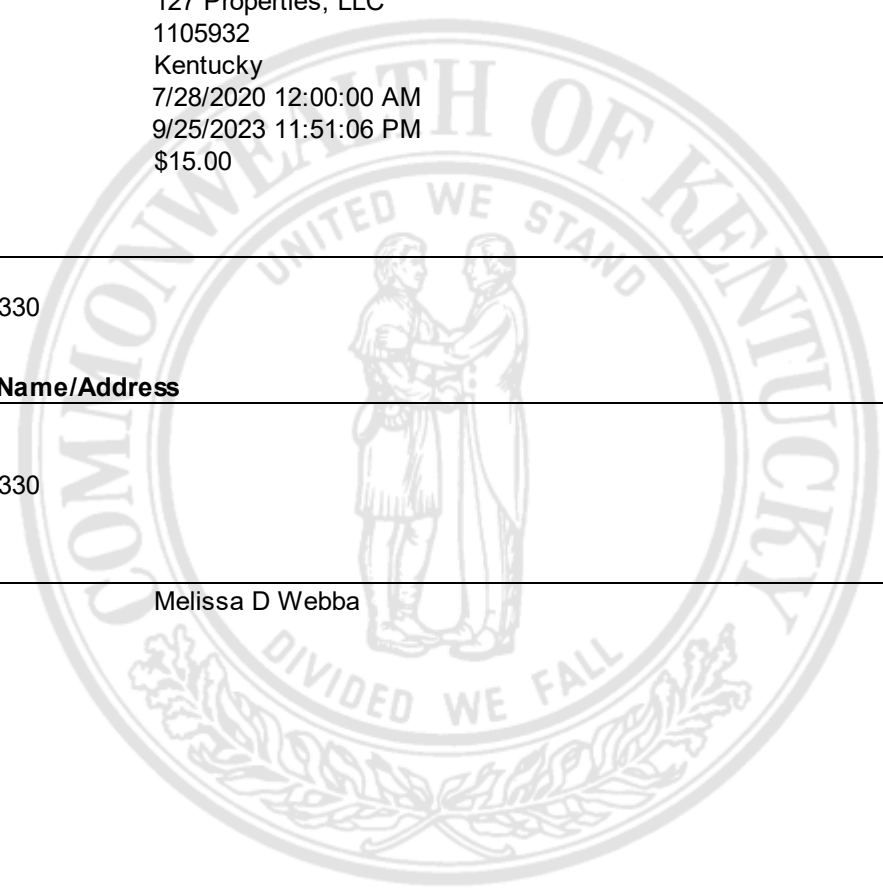 127 Properties, LLC
1105932
Kentucky
7/28/2020 12:00:00 AM
9/25/2023 11:51:06 PM
$15.00
COMMONWEALTH OF KENTUCKY
UNITED WE STAND
330
Name/Address
330
Melissa D Webba
DIVIDED WE FALL